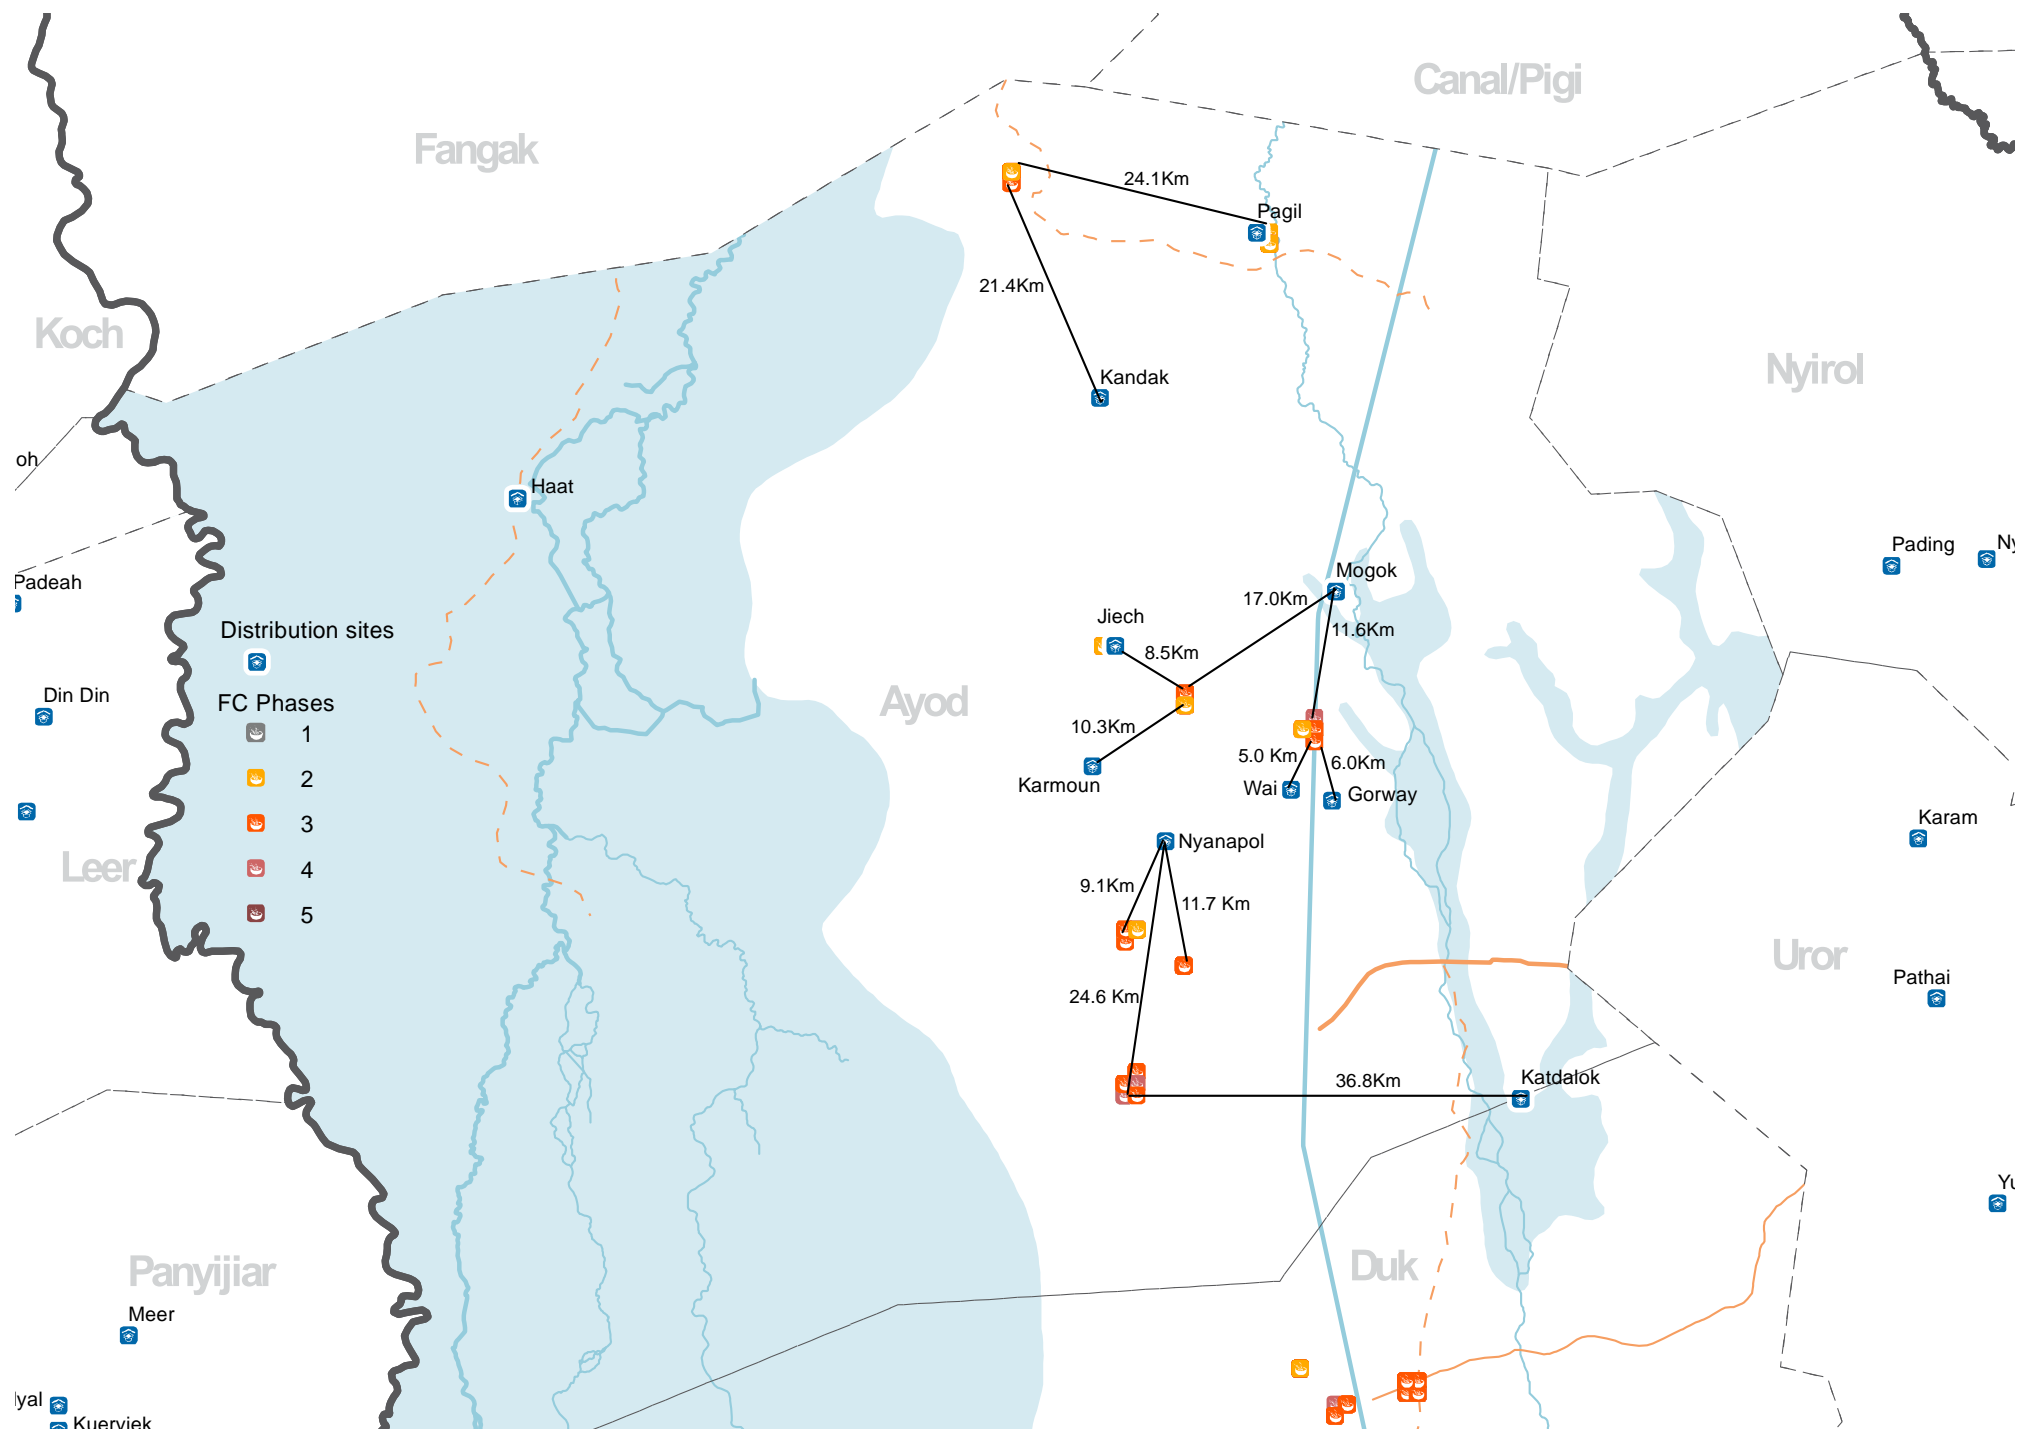 Canal/Pigi
Fangak
24.1Km
Pagil
21.4Km
Koch
Kandak
Nyirol
oh
Haat
Pading
Ny
Padeah
Mogok
17.0Km
Jiech
11.6Km
8.5Km
Distribution sites
Din Din
FC Phases
Ayod
1
10.3Km
5.0 Km
6.0Km
2
Karmoun
Wai
Gorway
3
Karam
Nyanapol
Leer
4
9.1Km
11.7 Km
5
Uror
Pathai
24.6 Km
36.8Km
Katdalok
Yu
Duk
Panyijiar
Meer
lyal
Kuerviek